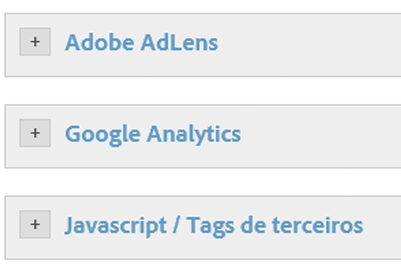 + Adobe AdLens
+ Google Analytics
+ Javascript / Tags de terceiros